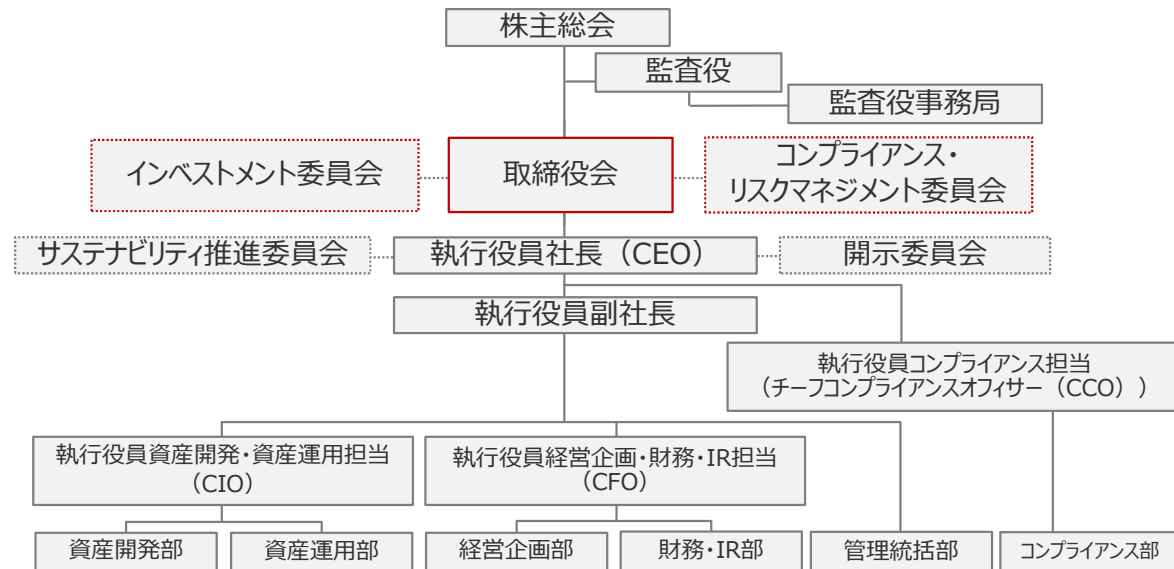 株主総会
監査役
監査役事務局
インベストメント委員会
取締役会
コンプライアンス・
リスクマネジメント委員会
サステナビリティ推進委員会
執行役員社長（CEO）
開示委員会
執行役員副社長
執行役員コンプライアンス担当
（チーフコンプライアンスオフィサー（CCO））
執行役員資産開発・資産運用担当
（CIO）
執行役員経営企画・財務・IR担当
（CFO）
資産開発部
資産運用部
経営企画部
財務・IR部
管理統括部
コンプライアンス部